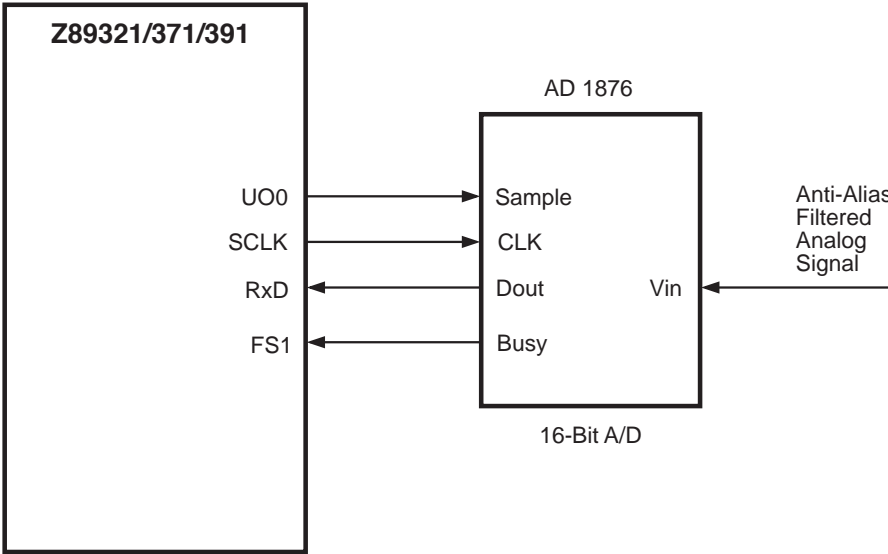 Z89321/371/391
AD 1876
UO0
SCLK
RxD
FS1
Sample
CLK
Dout
Busy
Vin
Anti-Alias
Filtered
Analog
Signal
16-Bit A/D